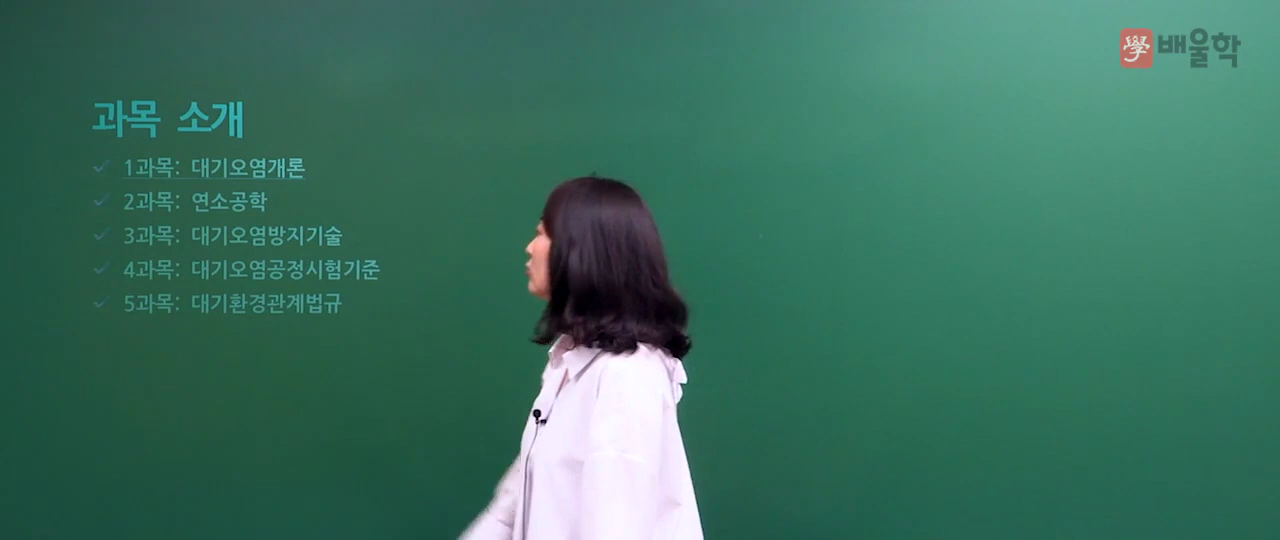 學 배울학
과목 소개
1과목: 대기오염개론
2과목: 연소공학
3과목: 대기오염방지기술
4과목: 대기오염공정시험기준
5과목: 대기환경관계법규